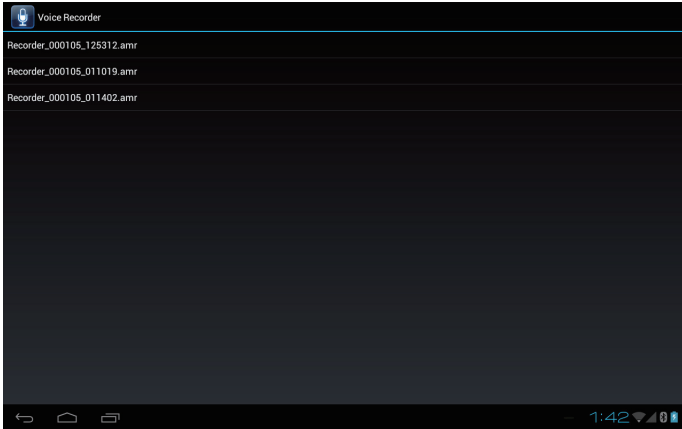 Voice Recorder
Recorder_000105_125312.amr
Recorder_000105_011019.amr
Recorder_000105_011402.amr
1:42